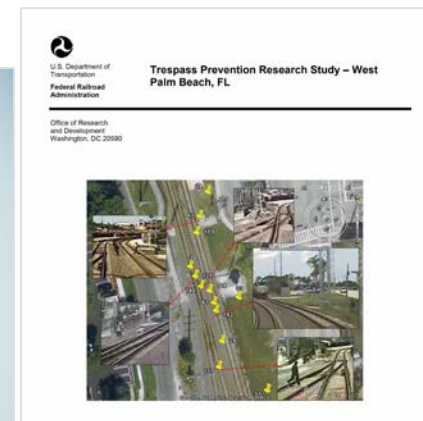 U.S. Department of
Transportation
Federal Railroad
Administration
Trespass Prevention Research Study – West
Palm Beach, FL
Office of Research
and Development
Washington, DC 20590